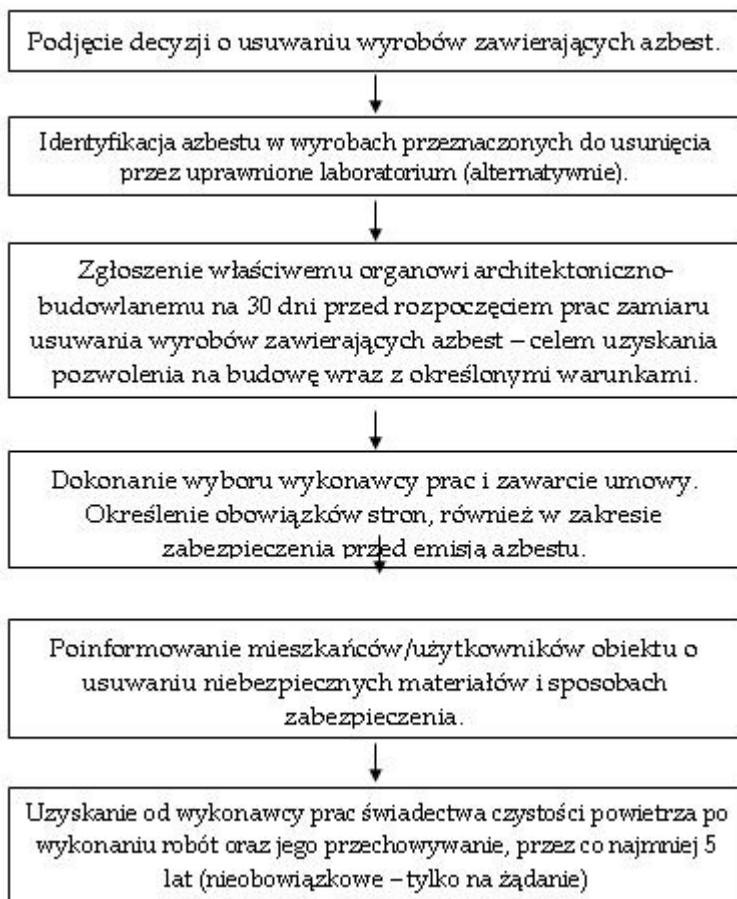 Podjęcie decyzji o usuwaniu wyrobów zawierających azbest.
Identyfikacja azbestu w wyrobach przeznaczonych do usunięcia
przez uprawnione laboratorium (alternatywnie).
Zgłoszenie właściwemu organowi architektoniczno-
budowlanemu na 30 dni przed rozpoczęciem prac zamiaru
usuwania wyrobów zawierających azbest – celem uzyskania
pozwolenia na budowę wraz z określonymi warunkami.
Dokonanie wyboru wykonawcy prac i zawarcie umowy.
Określenie obowiązków stron, również w zakresie
zabezpieczenia przed emisją azbestu.
Poinformowanie mieszkańców/użytkowników obiektu o
usuwaniu niebezpiecznych materiałów i sposobach
zabezpieczenia.
Uzyskanie od wykonawcy prac świadectwa czystości powietrza po
wykonaniu robót oraz jego przechowywanie, przez co najmniej 5
lat (nieobowiązkowe – tylko na żądanie)